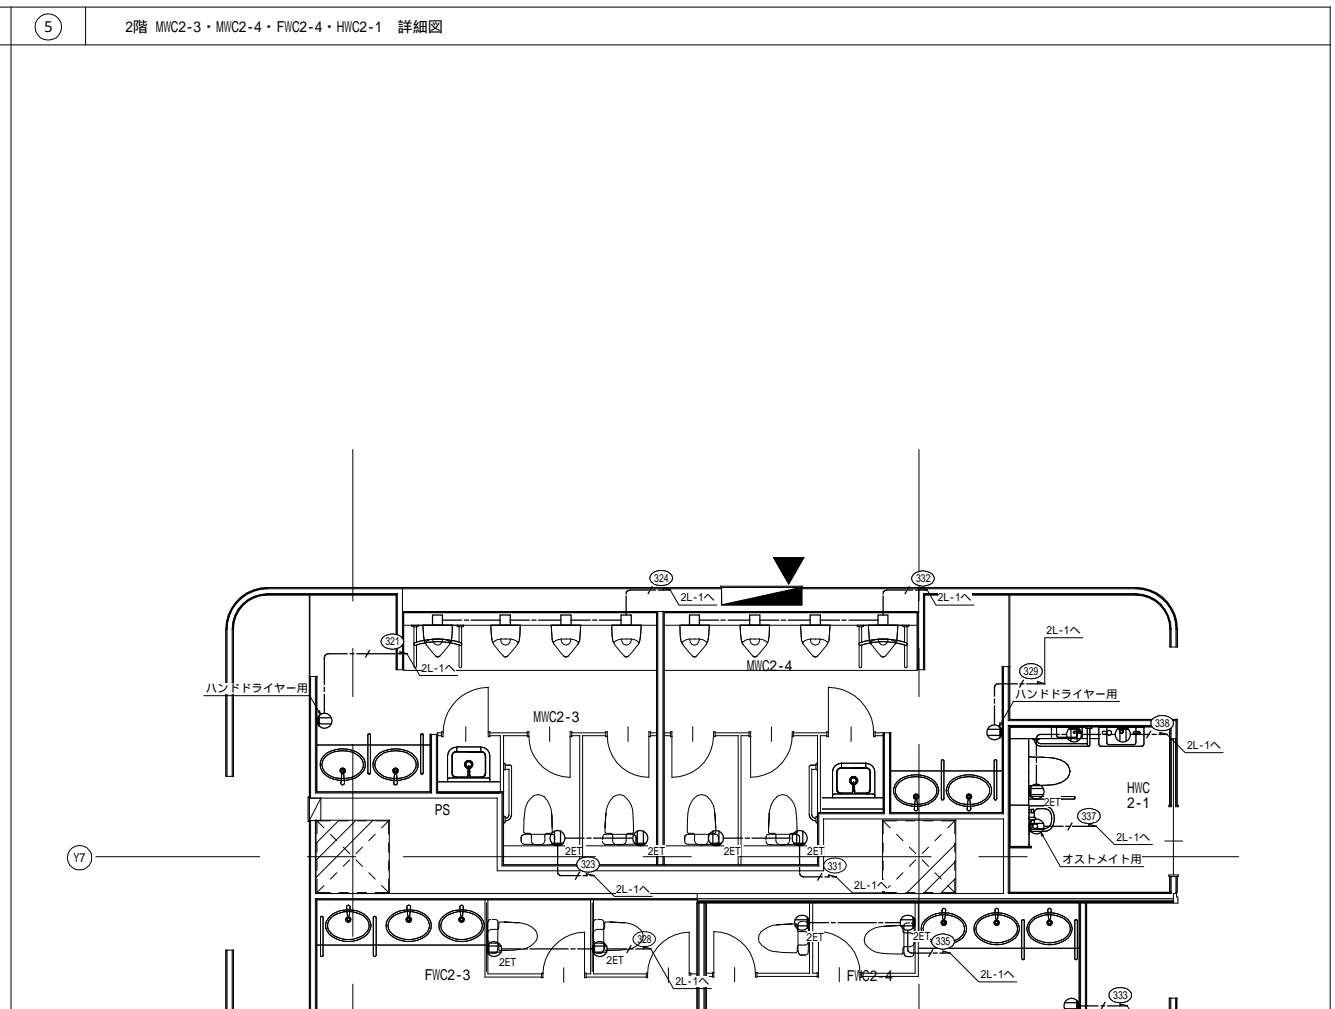 5 2階 MWC2-3・MWC2-4・FWC2-4・HWC2-1 詳細図
324
2L-1へ
332
2L-1へ
321
2L-1へ
2L-1へ
MWC2-4
329
ハンドドライヤー用
ハンドドライヤー用
MWC2-3
338
2L-1へ
HWC
2-1
2ET
PS
337
2L-1へ
2ET
2ET
2ET
2ET
オストメイト用
Y7
323
2L-1へ
331
2L-1へ
328
2ET
2ET
2ET
2ET
335
FWC2-3
2L-1へ
FWC2-4
2L-1へ
333